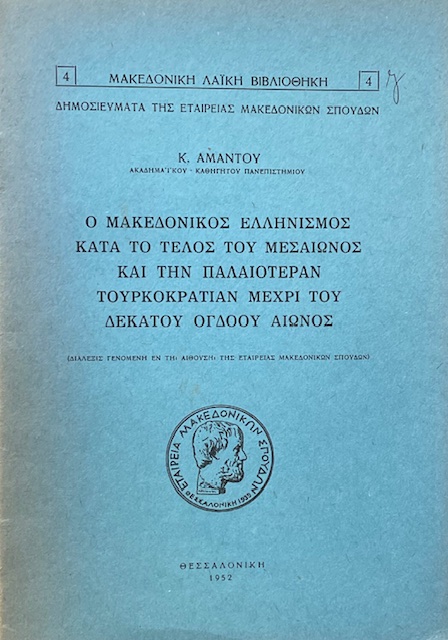 4 ΜΑΚΕΔΟΝΙΚΗ ΛΑΪΚΗ ΒΙΒΛΙΟΘΗΚΗ 4
ΔΗΜΟΣΙΕΥΜΑΤΑ ΤΗΣ ΕΤΑΙΡΕΙΑΣ ΜΑΚΕΔΟΝΙΚΩΝ ΣΠΟΥΔΩΝ
Κ. ΑΜΑΝΤΟΥ
ΑΚΑΔΗΜΑΪΚΟΥ - ΚΑΘΗΓΗΤΟΥ ΠΑΝΕΠΙΣΤΗΜΙΟΥ
Ο ΜΑΚΕΔΟΝΙΚΟΣ ΕΛΛΗΝΙΣΜΟΣ
ΚΑΤΑ ΤΟ ΤΕΛΟΣ ΤΟΥ ΜΕΣΑΙΩΝΟΣ
ΚΑΙ ΤΗΝ ΠΑΛΑΙΟΤΕΡΑΝ
ΤΟΥΡΚΟΚΡΑΤΙΑΝ ΜΕΧΡΙ ΤΟΥ
ΔΕΚΑΤΟΥ ΟΓΔΟΟΥ ΑΙΩΝΟΣ
(ΔΙΑΛΕΞΙΣ ΓΕΝΟΜΕΝΗ ΕΝ ΤΗι ΑΙΘΟΥΣΗι ΤΗΣ ΕΤΑΙΡΕΙΑΣ ΜΑΚΕΔΟΝΙΚΩΝ ΣΠΟΥΔΩΝ)
ΕΤΑΙΡΕΙΑ ΜΑΚΕΔΟΝΙΚΩΝ ΣΠΟΥΔΩΝ
ΘΕΣΣΑΛΟΝΙΚΗ 1939
ΘΕΣΣΑΛΟΝΙΚΗ
1952